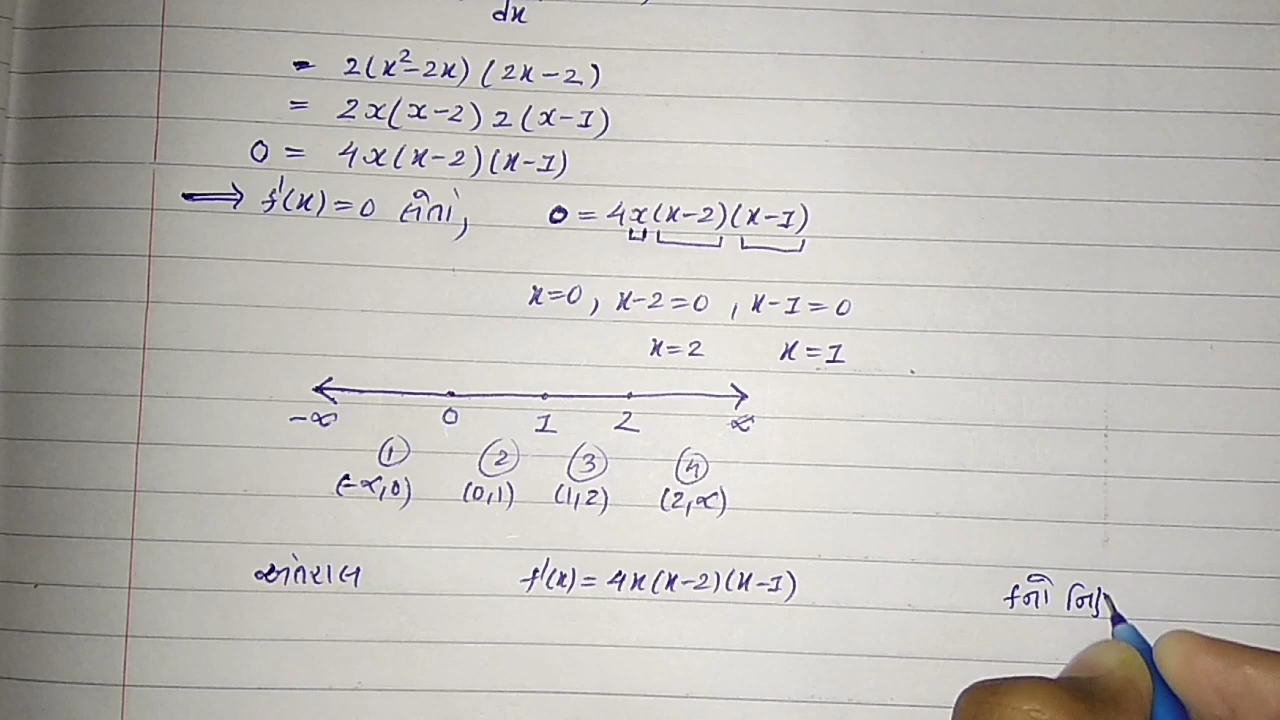 dx
= 2(x²-2x) (2x-2)
= 2x(x-2) 2(x-1)
0 = 4x(x-2)(x-1)
⟹ f'(x)=0 લેતાં, 0 = 4x(x-2)(x-1)
x=0, x-2=0, x-1=0
x=2 x=1
-∞ 0 1 2 ∞
① ② ③ ④
(-∞,0) (0,1) (1,2) (2,∞)
અંતરાલ f'(x) = 4x(x-2)(x-1) f'ની